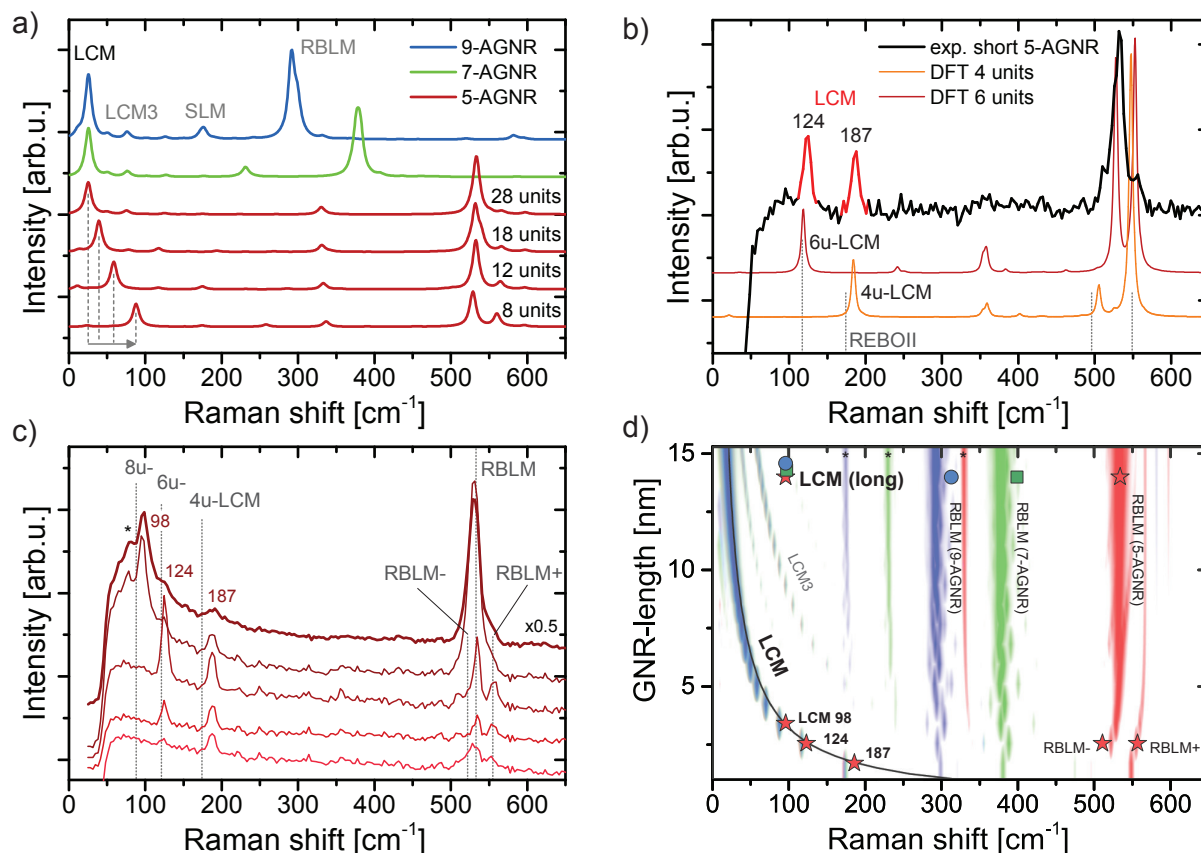 a)
LCM
LCM3
SLM
RBLM
9-AGNR
7-AGNR
5-AGNR
28 units
18 units
12 units
8 units
Intensity [arb.u.]
0 100 200 300 400 500 600
Raman shift [cm⁻¹]
b)
exp. short 5-AGNR
DFT 4 units
DFT 6 units
LCM
124
187
6u-LCM
4u-LCM
REBOII
Intensity [arb.u.]
0 100 200 300 400 500 600
Raman shift [cm⁻¹]
c)
8u-
6u-
4u-LCM
RBLM
*
98
124
187
RBLM-
RBLM+
x0.5
Intensity [arb.u.]
0 100 200 300 400 500 600
Raman shift [cm⁻¹]
d)
15
10
5
GNR-length [nm]
* * *
LCM (long)
LCM3
LCM
RBLM (9-AGNR)
RBLM (7-AGNR)
RBLM (5-AGNR)
LCM 98
124
187
RBLM-
RBLM+
0 100 200 300 400 500 600
Raman shift [cm⁻¹]